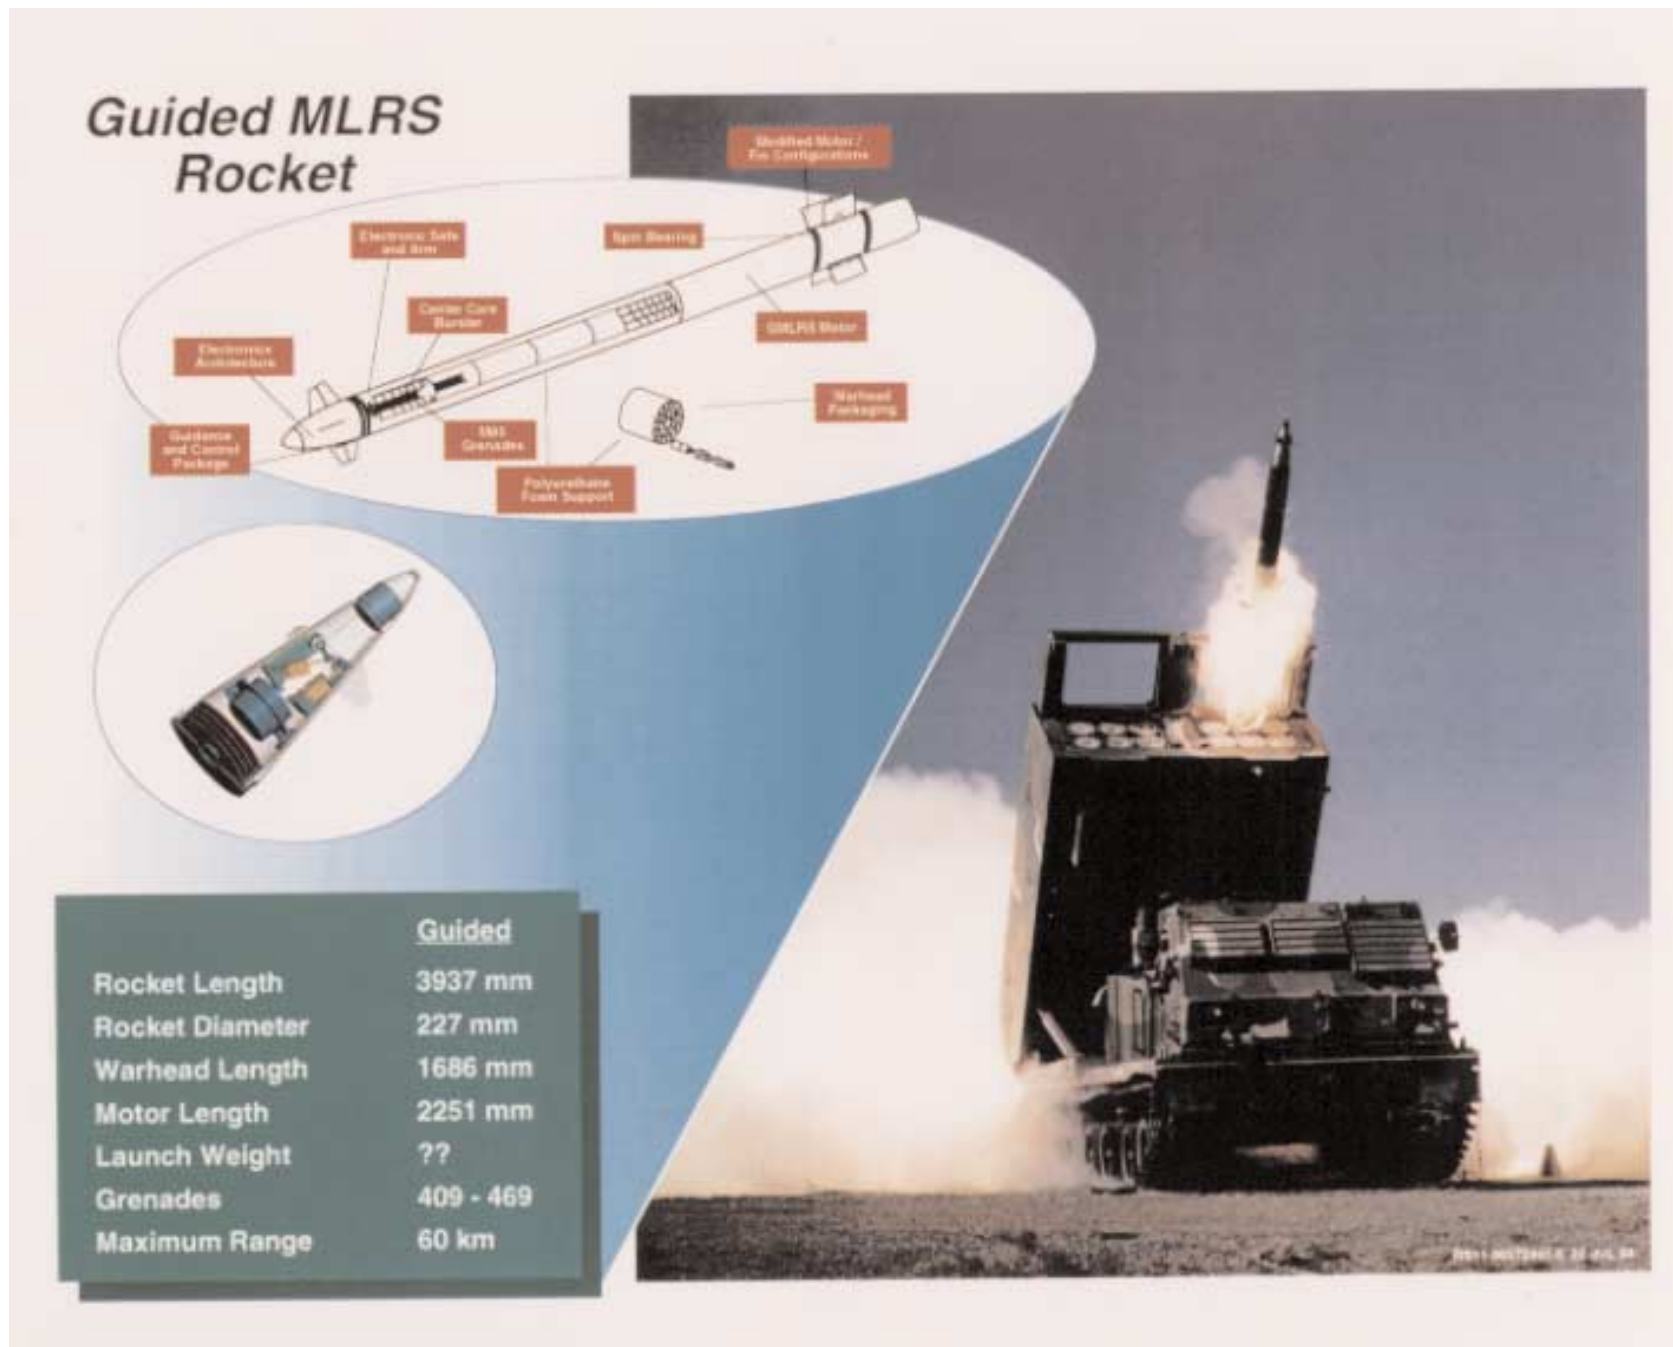 Guided MLRS
Rocket
Modified Motor /
Fin Configurations
Electronic Safe
and Arm
Spin Bearing
Center Core
Burster
GMLRS Motor
Electronics
Architecture
Warhead
Packaging
Guidance
and Control
Package
Grenades
Polyurethane
Foam Support
Guided
Rocket Length 3937 mm
Rocket Diameter 227 mm
Warhead Length 1686 mm
Motor Length 2251 mm
Launch Weight ??
Grenades 409 - 469
Maximum Range 60 km